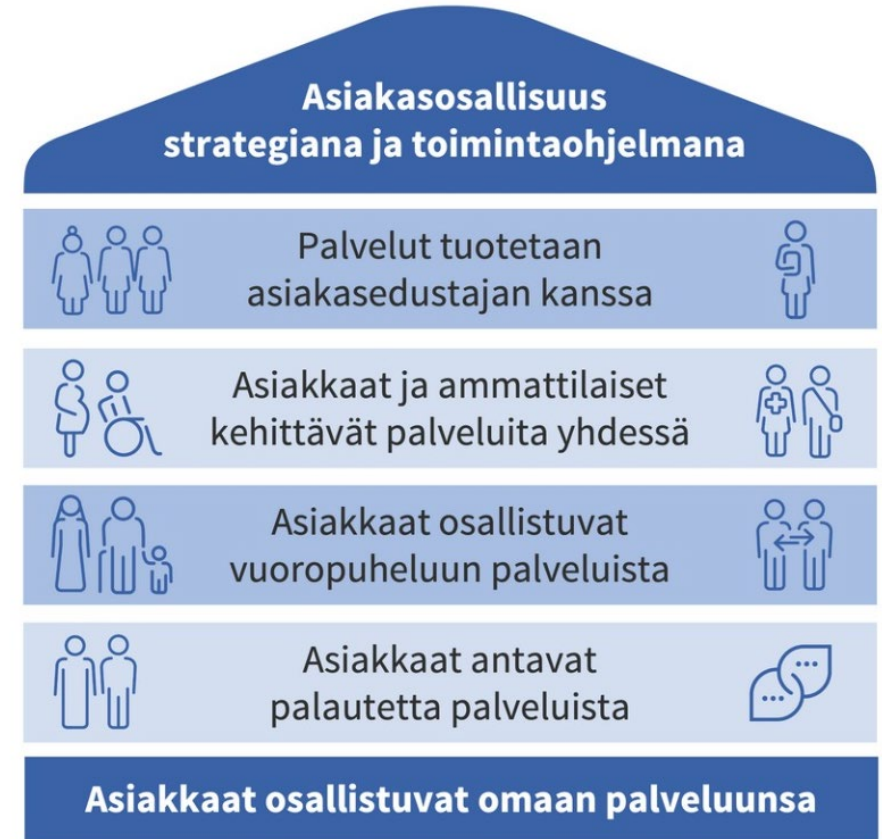 Asiakasosallisuus
strategiana ja toimintaohjelmana
Palvelut tuotetaan
asiakasedustajan kanssa
Asiakkaat ja ammattilaiset
kehittävät palveluita yhdessä
Asiakkaat osallistuvat
vuoropuheluun palveluista
Asiakkaat antavat
palautetta palveluista
Asiakkaat osallistuvat omaan palveluunsa